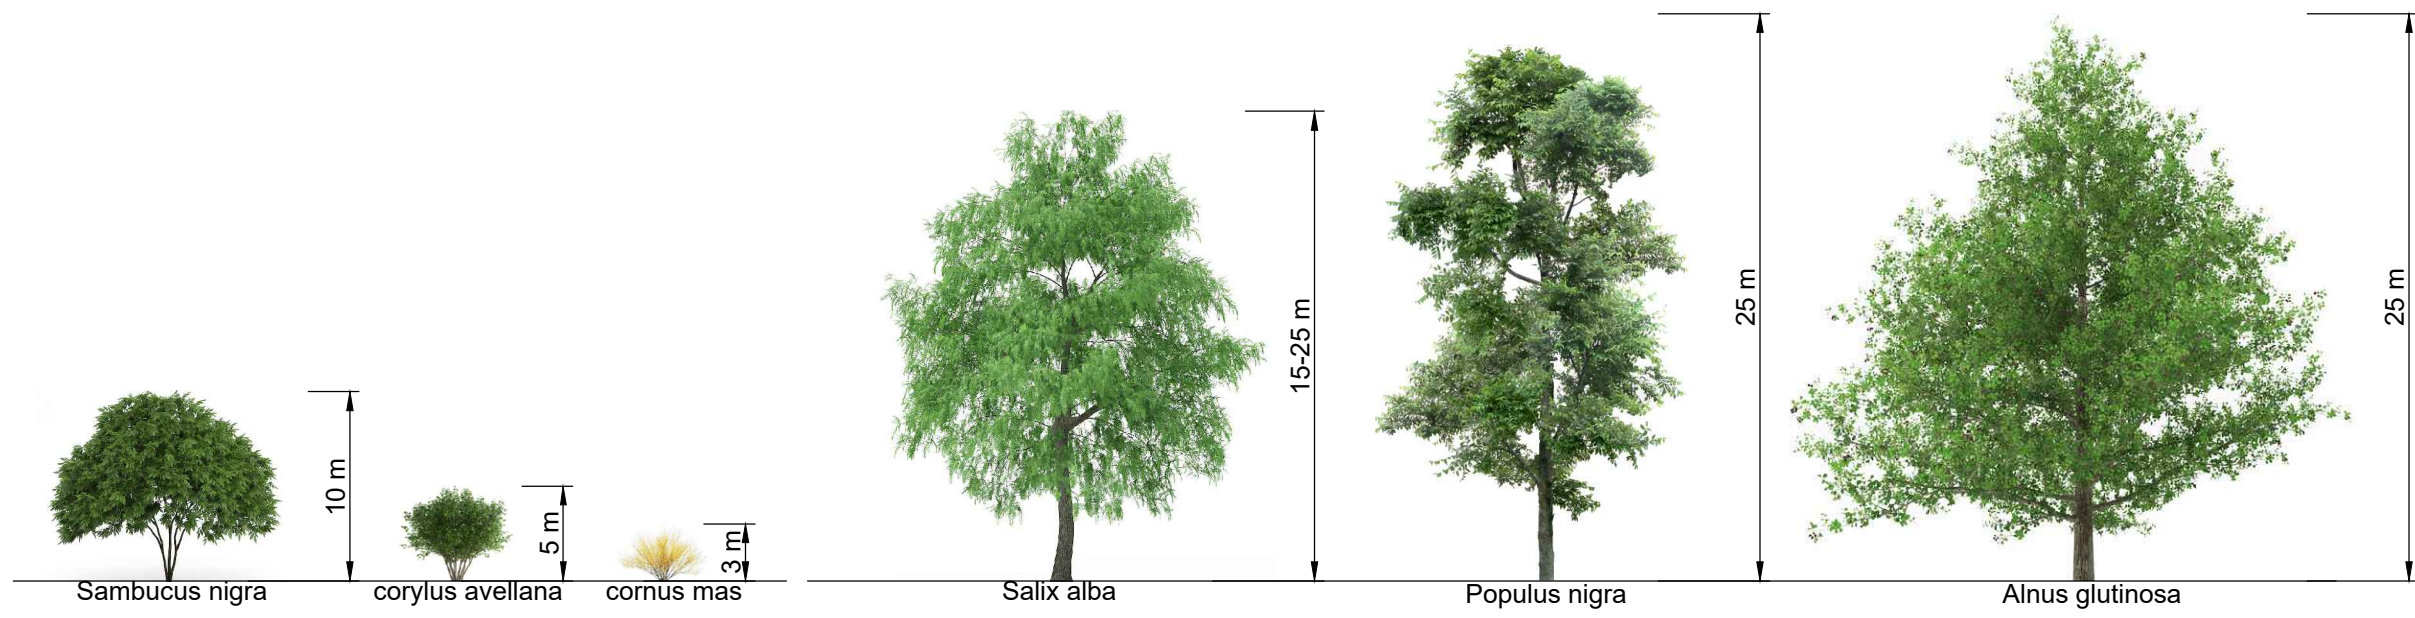 10 m
5 m
3 m
15-25 m
25 m
25 m
Sambucus nigra
corylus avellana
cornus mas
Salix alba
Populus nigra
Alnus glutinosa